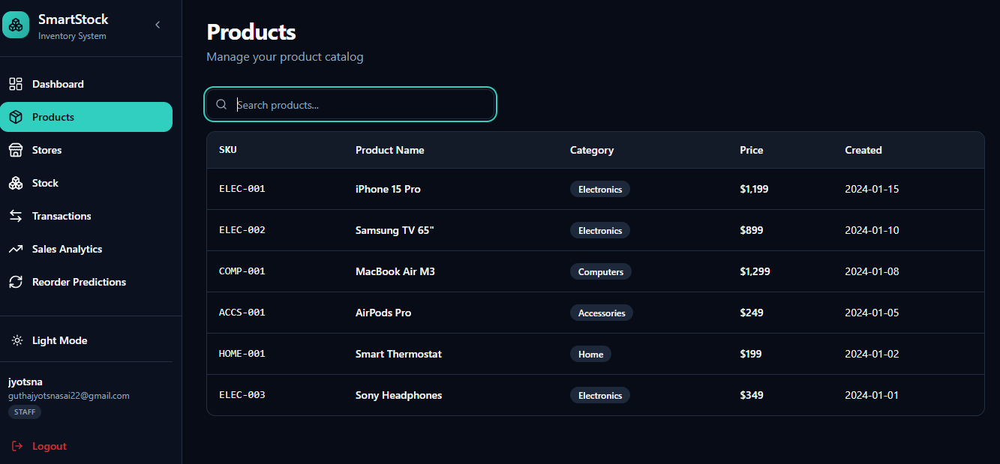 SmartStock
Inventory System
Dashboard
Products
Stores
Stock
Transactions
Sales Analytics
Reorder Predictions
Light Mode
jyotsna
guthajyotsnasai22@gmail.com
STAFF
Logout
Products
Manage your product catalog
Search products...
SKU Product Name Category Price Created
ELEC-001 iPhone 15 Pro Electronics $1,199 2024-01-15
ELEC-002 Samsung TV 65" Electronics $899 2024-01-10
COMP-001 MacBook Air M3 Computers $1,299 2024-01-08
ACCS-001 AirPods Pro Accessories $249 2024-01-05
HOME-001 Smart Thermostat Home $199 2024-01-02
ELEC-003 Sony Headphones Electronics $349 2024-01-01